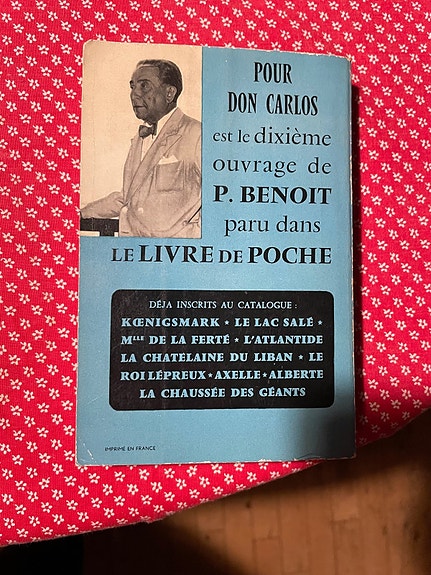 POUR
DON CARLOS
est le dixième
ouvrage de
P. BENOIT
paru dans
LE LIVRE DE POCHE
DÉJA INSCRITS AU CATALOGUE :
KŒNIGSMARK ★ LE LAC SALÉ ★
MLLE DE LA FERTÉ ★ L'ATLANTIDE
LA CHATELAINE DU LIBAN ★ LE
ROI LÉPREUX ★ AXELLE ★ ALBERTE
LA CHAUSSÉE DES GÉANTS
IMPRIMÉ EN FRANCE